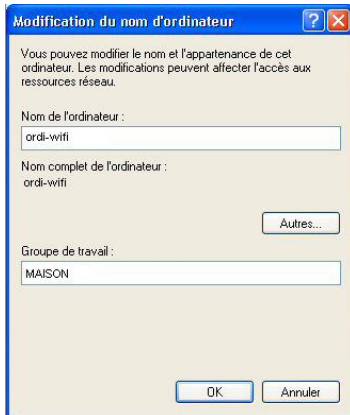 Modification du nom d'ordinateur
Vous pouvez modifier le nom et l'appartenance de cet
ordinateur. Les modifications peuvent affecter l'accès aux
ressources réseau.
Nom de l'ordinateur :
ordi-wifi
Nom complet de l'ordinateur :
ordi-wifi
Autres...
Groupe de travail :
MAISON
OK Annuler